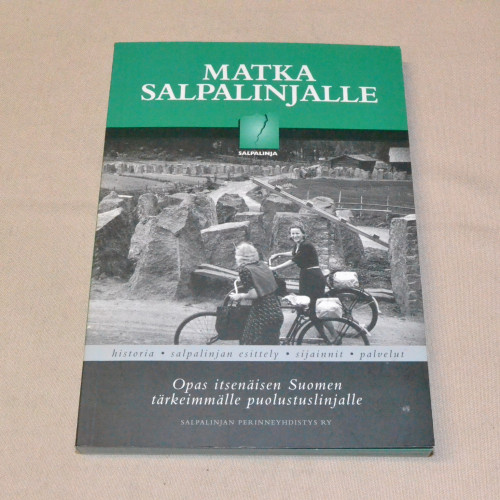 MATKA
SALPALINJALLE
SALPALINJA
historia • salpalinjan esittely • sijainnit • palvelut
Opas itsenäisen Suomen
tärkeimmälle puolustuslinjalle
SALPALINJAN PERINNEYHDISTYS RY